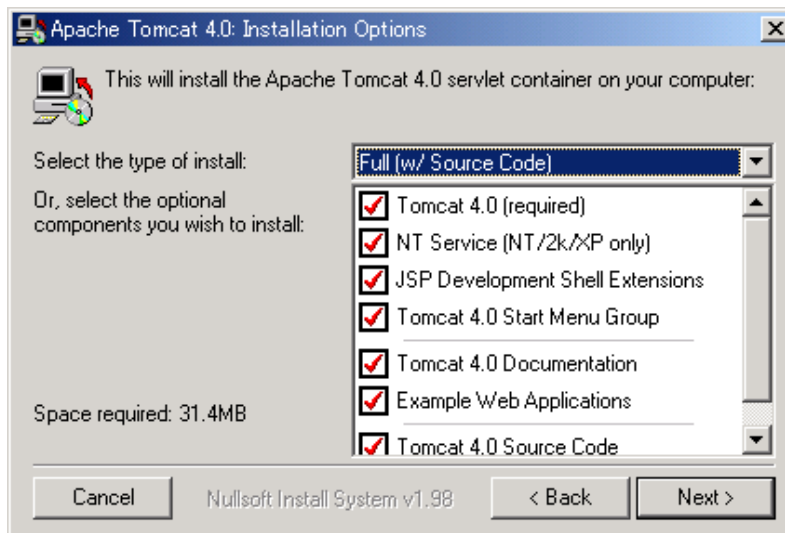 Apache Tomcat 4.0: Installation Options
This will install the Apache Tomcat 4.0 servlet container on your computer:
Select the type of install:
Full (w/ Source Code)
Or, select the optional
components you wish to install:
Tomcat 4.0 (required)
NT Service (NT/2k/XP only)
JSP Development Shell Extensions
Tomcat 4.0 Start Menu Group
Tomcat 4.0 Documentation
Example Web Applications
Tomcat 4.0 Source Code
Space required: 31.4MB
Cancel
Nullsoft Install System v1.98
< Back
Next >